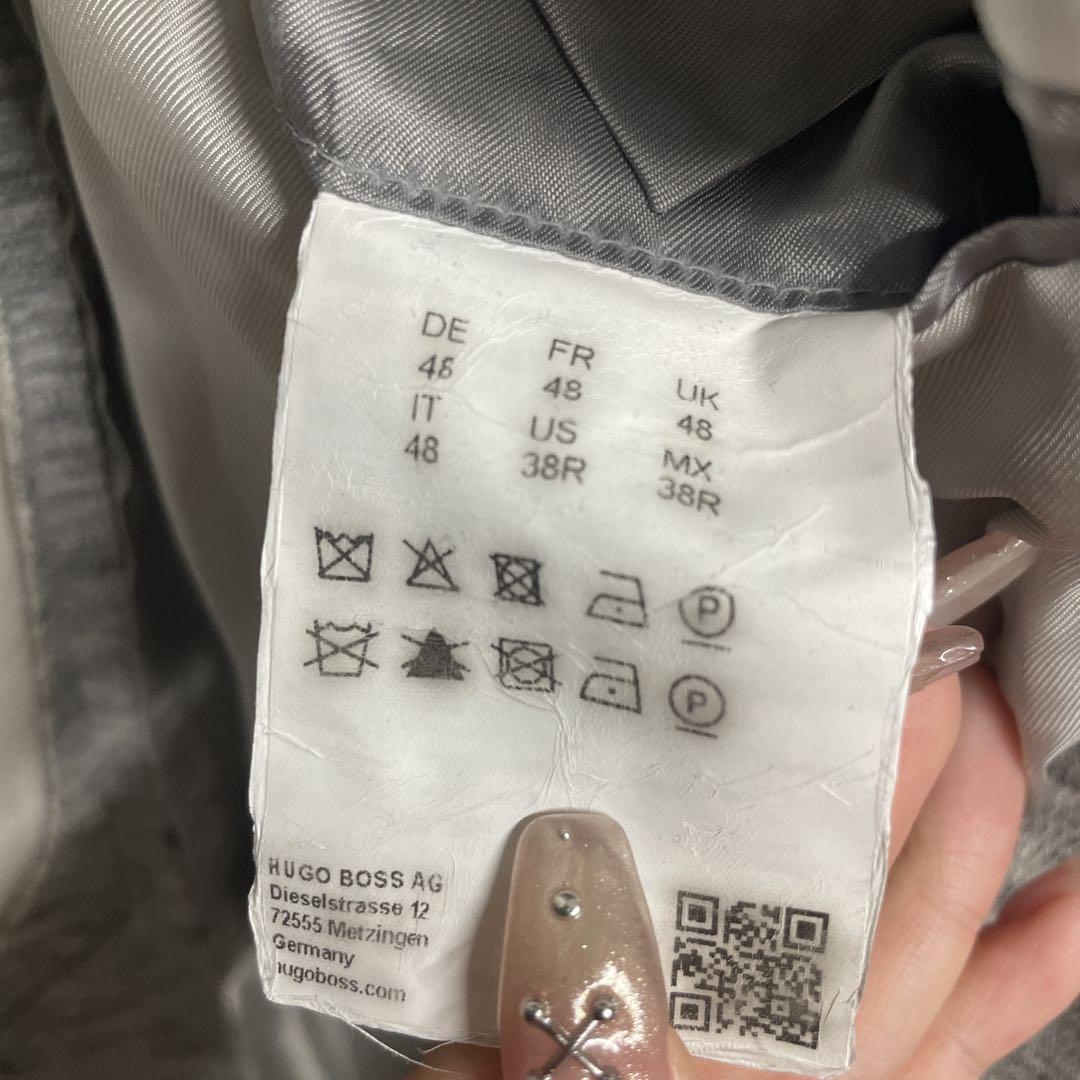 DE FR UK
48 48 48
IT US MX
48 38R 38R
P
P
HUGO BOSS AG
Dieselstrasse 12
72555 Metzingen
Germany
hugoboss.com